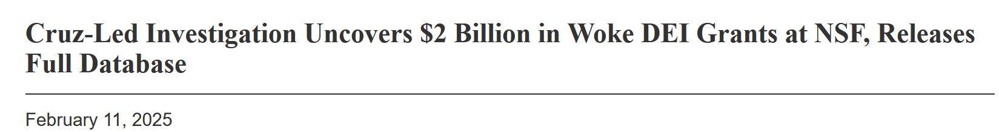 Cruz-Led Investigation Uncovers $2 Billion in Woke DEI Grants at NSF, Releases
Full Database
February 11, 2025